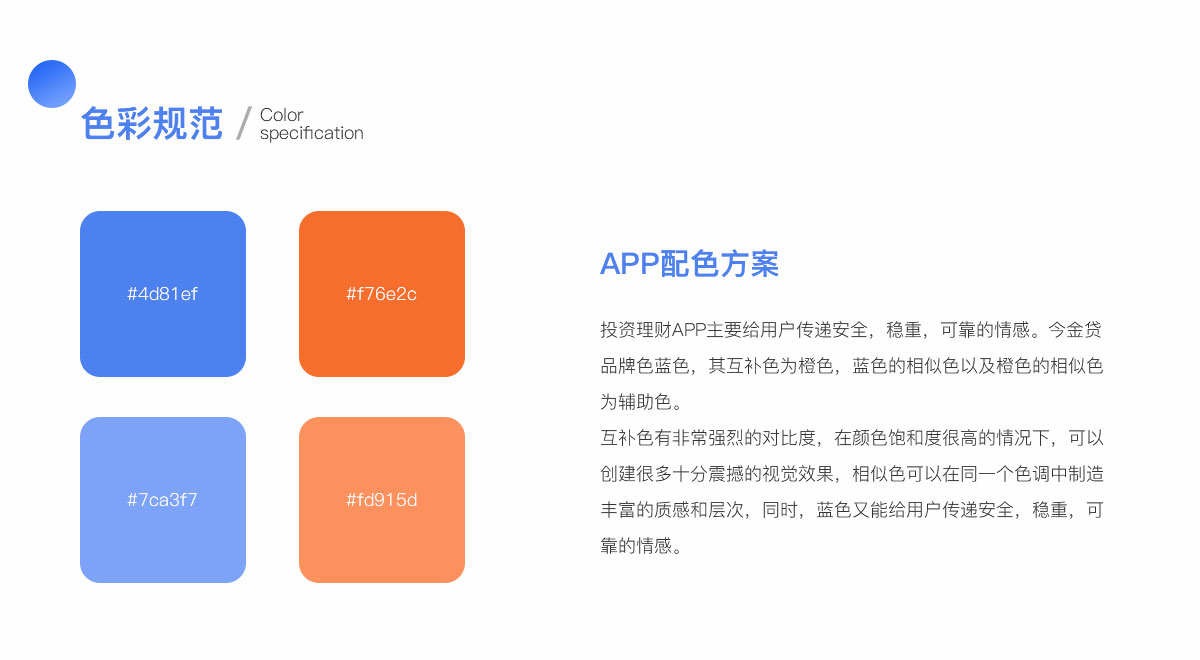 色彩规范 / Color
specification
#4d81ef
#f76e2c
#7ca3f7
#fd915d
APP配色方案
投资理财APP主要给用户传递安全，稳重，可靠的情感。今金贷
品牌色蓝色，其互补色为橙色，蓝色的相似色以及橙色的相似色
为辅助色。
互补色有非常强烈的对比度，在颜色饱和度很高的情况下，可以
创建很多十分震撼的视觉效果，相似色可以在同一个色调中制造
丰富的质感和层次，同时，蓝色又能给用户传递安全，稳重，可
靠的情感。